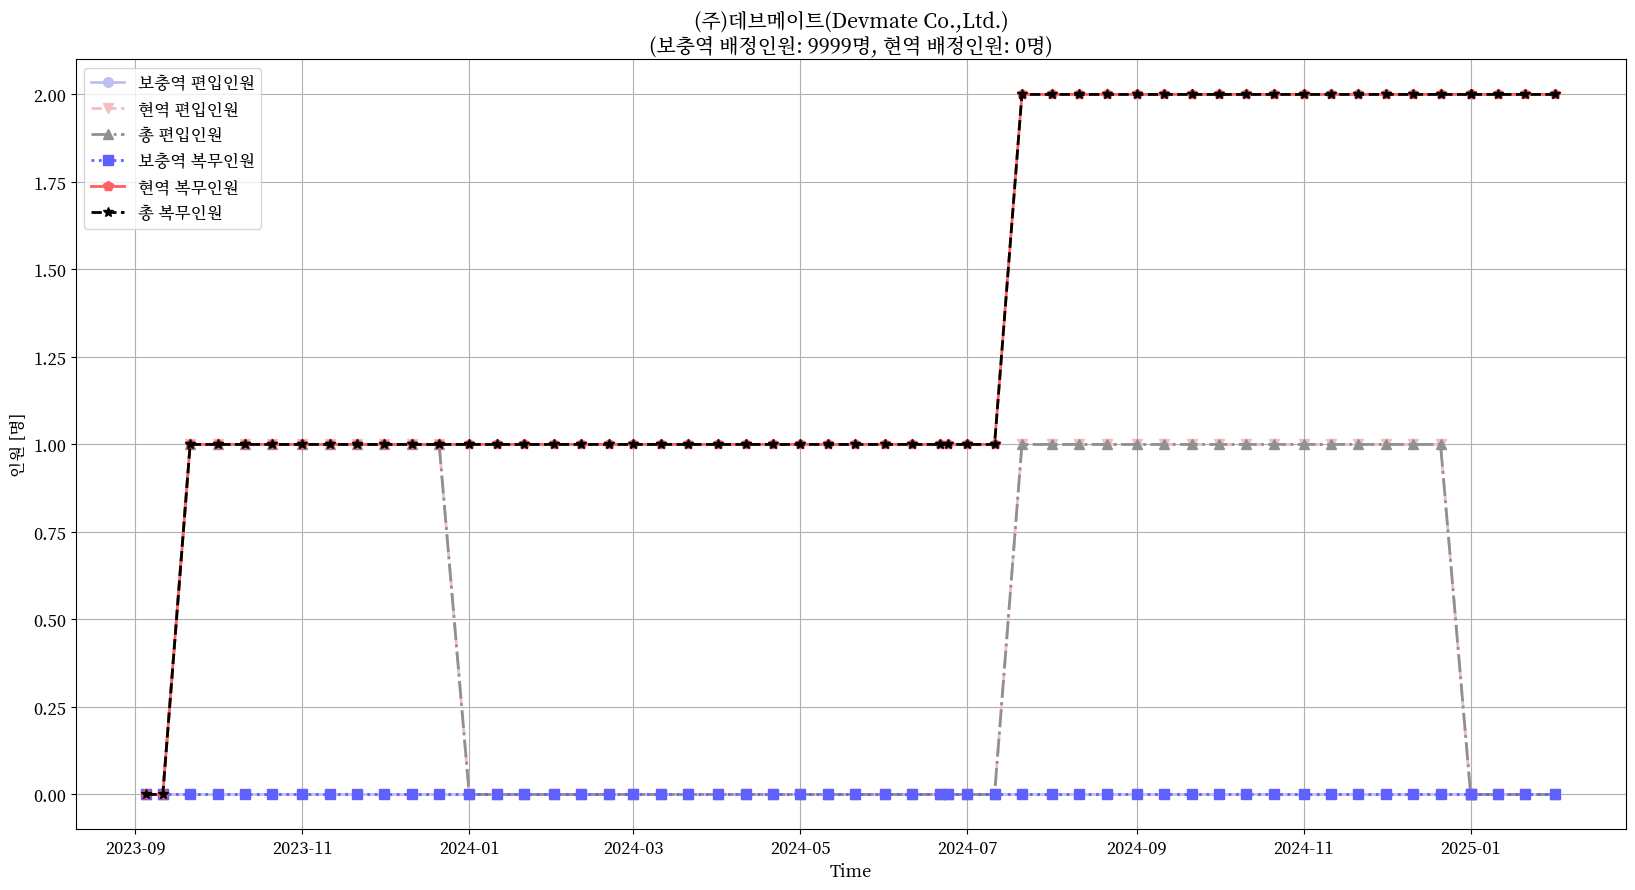 (주)데브메이트(Devmate Co.,Ltd.)
(보충역 배정인원: 9999명, 현역 배정인원: 0명)
보충역 편입인원
현역 편입인원
총 편입인원
보충역 복무인원
현역 복무인원
총 복무인원
인원 [명]
2.00
1.75
1.50
1.25
1.00
0.75
0.50
0.25
0.00
2023-09 2023-11 2024-01 2024-03 2024-05 2024-07 2024-09 2024-11 2025-01
Time